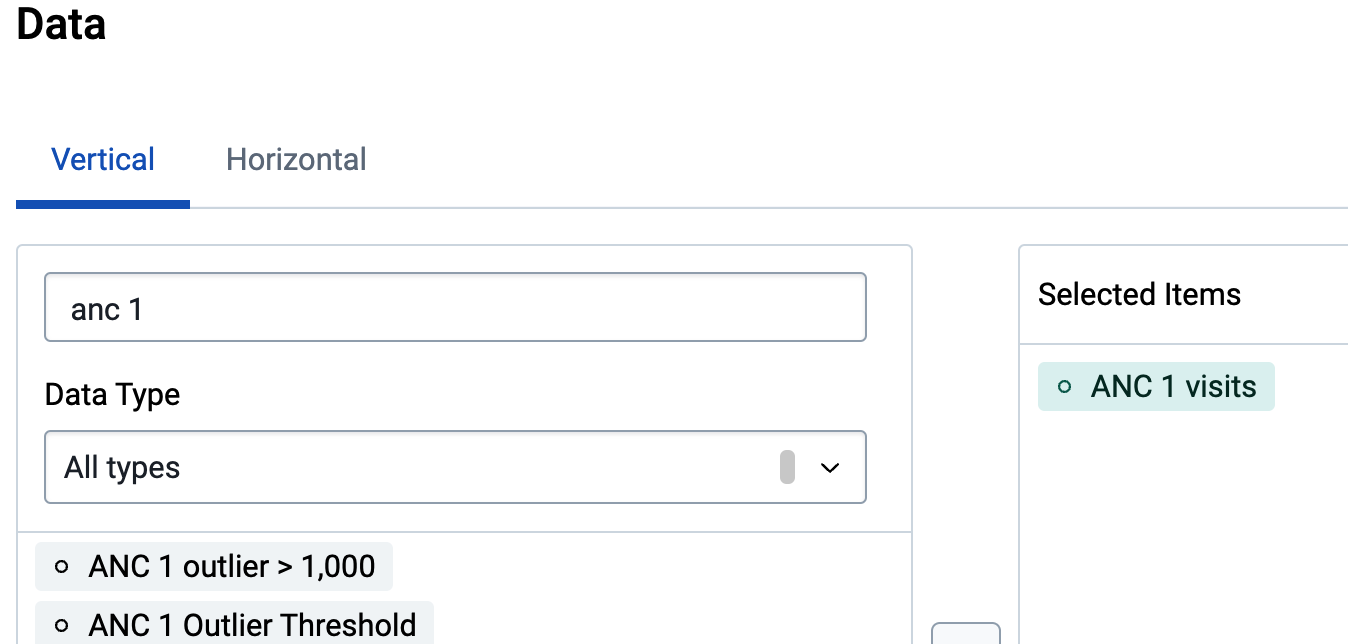 Data
Vertical Horizontal
anc 1
Data Type
All types
ANC 1 outlier > 1,000
ANC 1 Outlier Threshold
Selected Items
ANC 1 visits